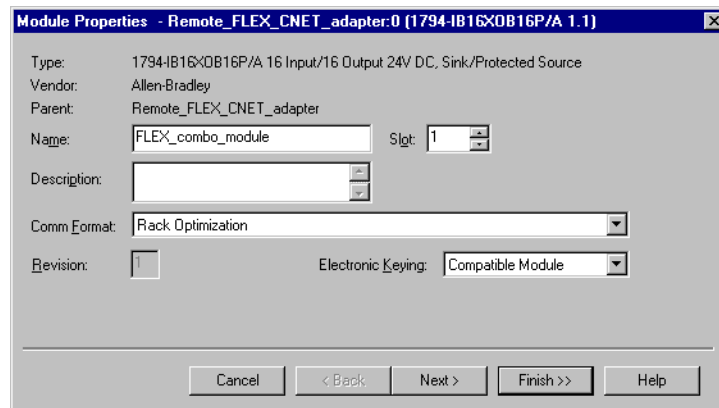 Module Properties - Remote_FLEX_CNET_adapter:0 (1794-IB16XOB16P/A 1.1)
Type: 1794-IB16XOB16P/A 16 Input/16 Output 24V DC, Sink/Protected Source
Vendor: Allen-Bradley
Parent: Remote_FLEX_CNET_adapter
Name: FLEX_combo_module Slot: 1
Description:
Comm Format: Rack Optimization
Revision: 1 Electronic Keying: Compatible Module
Cancel < Back Next > Finish >> Help